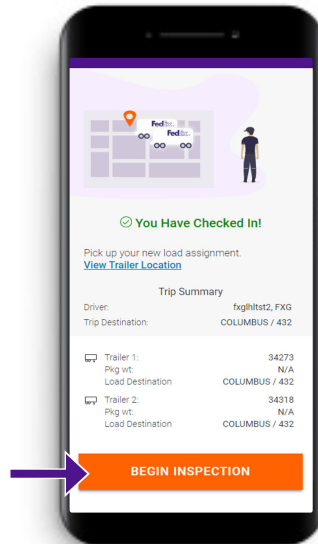 FedEx
FedEx
You Have Checked In!
Pick up your new load assignment.
View Trailer Location
Trip Summary
Driver: fxglhltst2, FXG
Trip Destination: COLUMBUS / 432
Trailer 1: 34273
Pkg wt: N/A
Load Destination COLUMBUS / 432
Trailer 2: 34318
Pkg wt: N/A
Load Destination COLUMBUS / 432
BEGIN INSPECTION